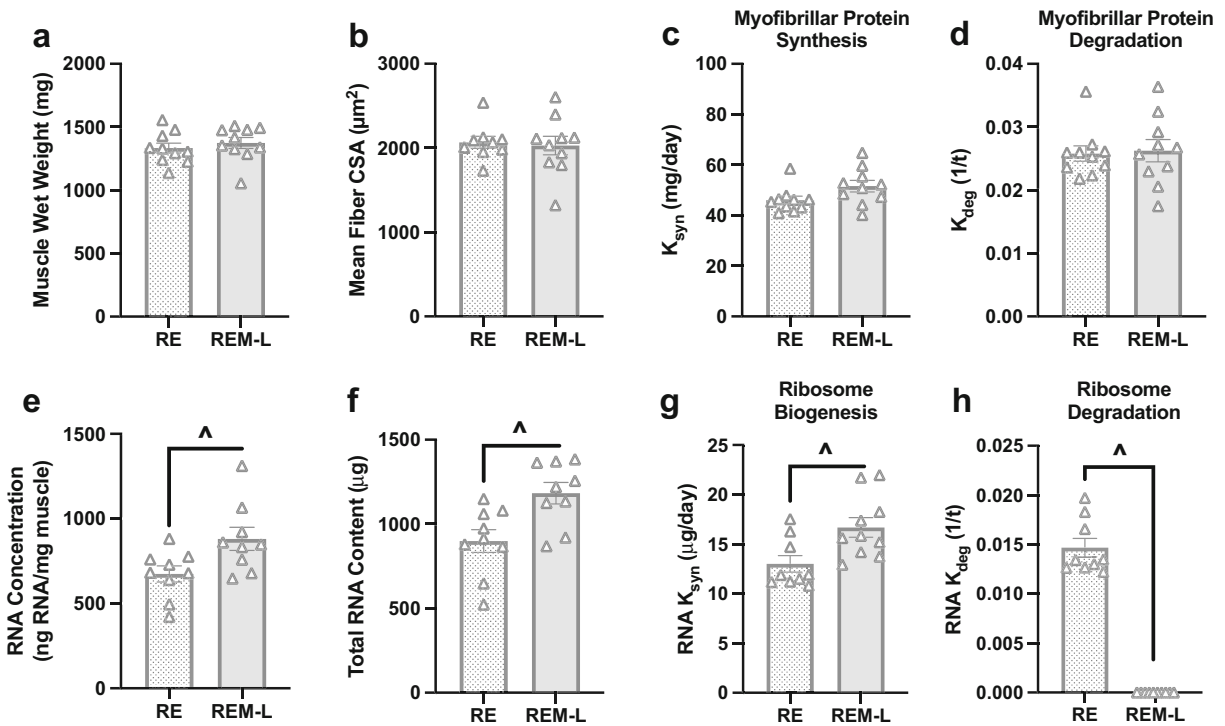 a
Muscle Wet Weight (mg)
2000
1500
1000
500
0
RE REM-L
b
Mean Fiber CSA (µm²)
3000
2000
1000
0
RE REM-L
c
Myofibrillar Protein
Synthesis
Ksyn (mg/day)
100
80
60
40
20
0
RE REM-L
d
Myofibrillar Protein
Degradation
Kdeg (1/t)
0.04
0.03
0.02
0.01
0.00
RE REM-L
e
RNA Concentration
(ng RNA/mg muscle)
1500
1000
500
0
^
RE REM-L
f
Total RNA Content (µg)
1500
1000
500
0
^
RE REM-L
g
Ribosome
Biogenesis
RNA Ksyn (µg/day)
25
20
15
10
5
0
^
RE REM-L
h
Ribosome
Degradation
RNA Kdeg (1/t)
0.025
0.020
0.015
0.010
0.005
0.000
^
RE REM-L